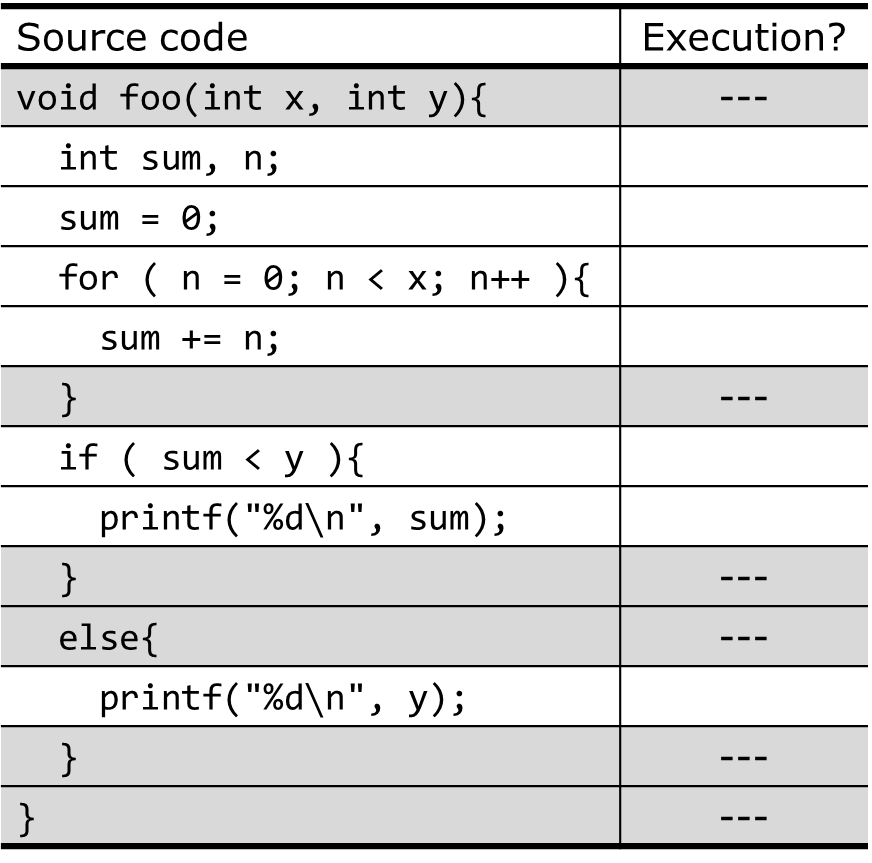 Source code Execution?
void foo(int x, int y){ ---
int sum, n;
sum = 0;
for ( n = 0; n < x; n++ ){
sum += n;
} ---
if ( sum < y ){
printf("%d\n", sum);
} ---
else{ ---
printf("%d\n", y);
} ---
} ---